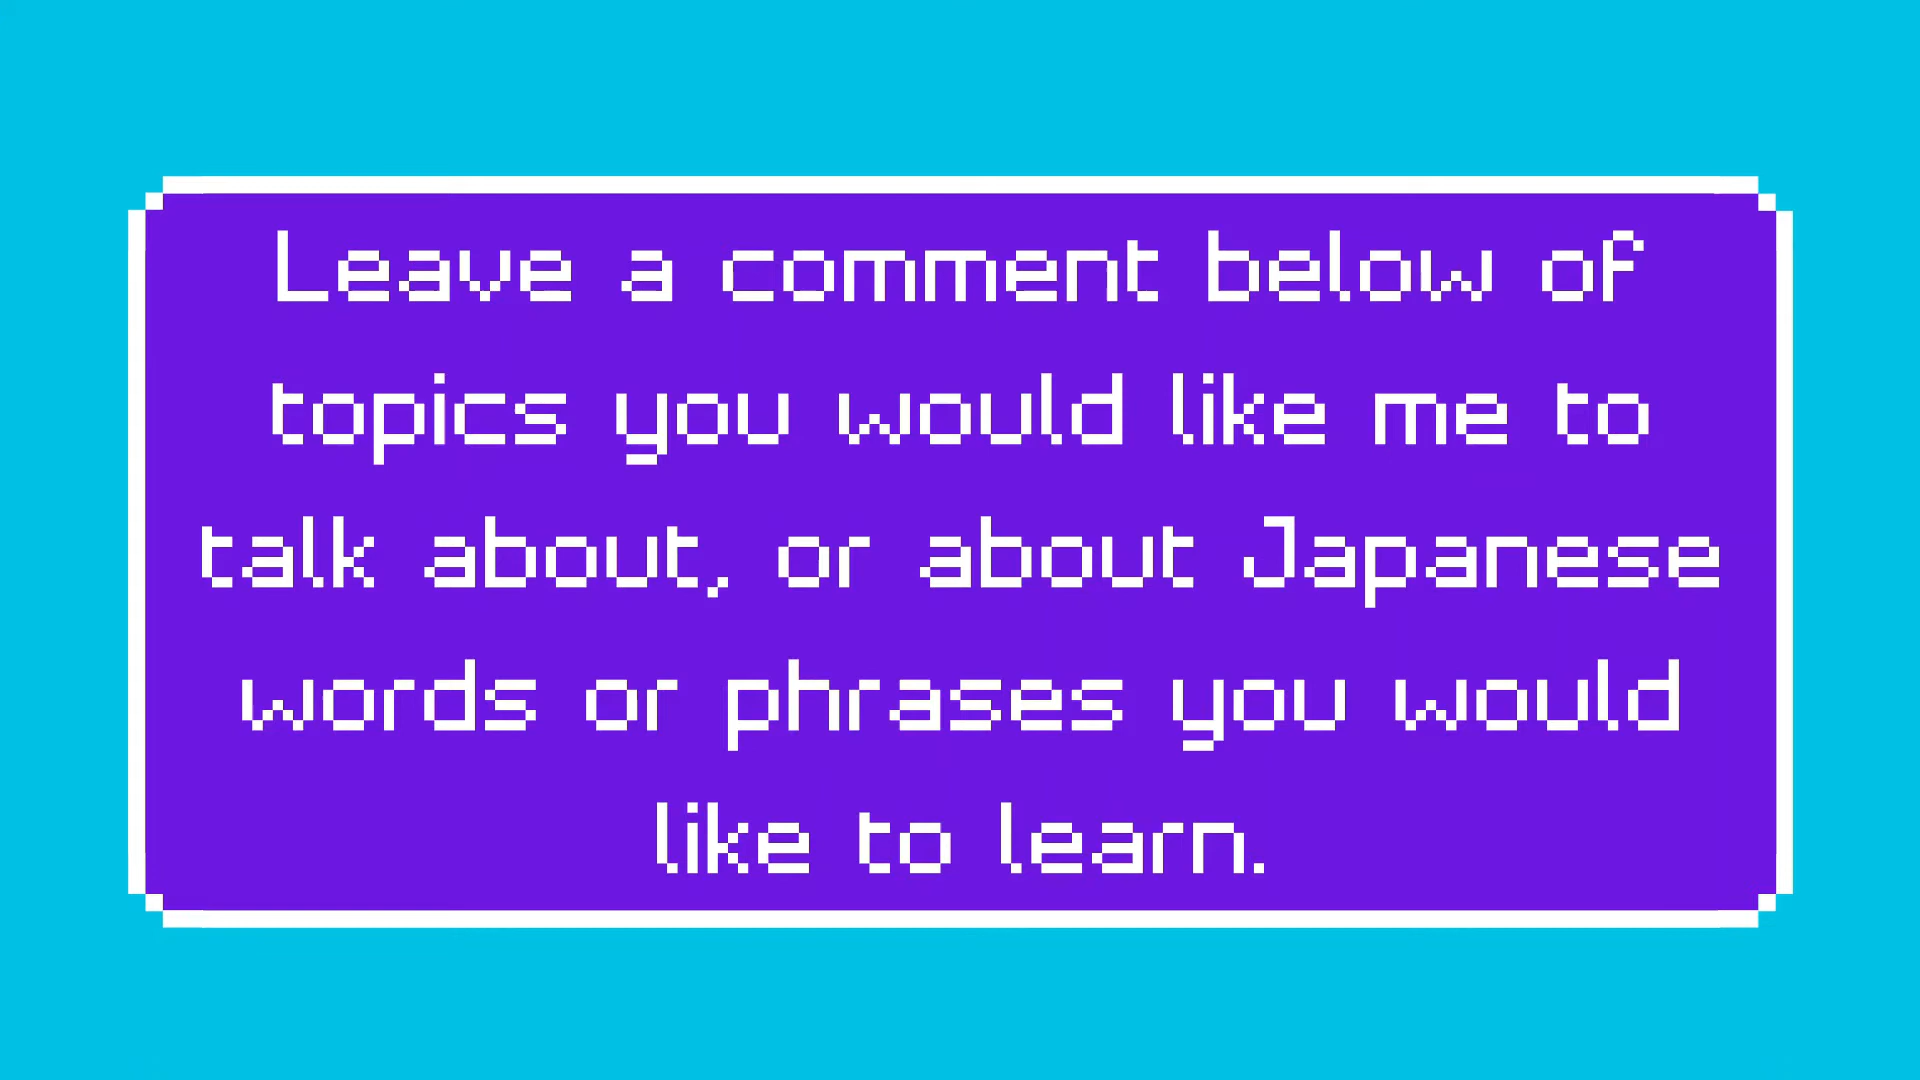 Leave a comment below of
topics you would like me to
talk about, or about Japanese
words or phrases you would
like to learn.